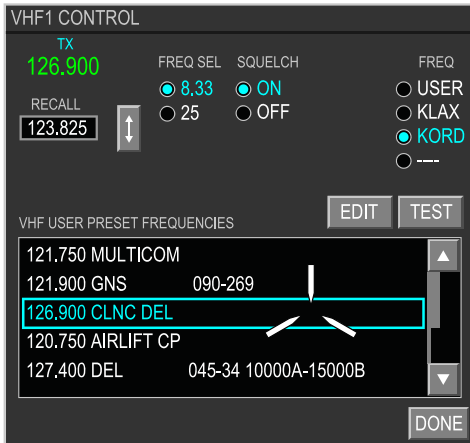 VHF1 CONTROL
TX
126.900
RECALL
123.825
FREQ SEL
8.33
25
SQUELCH
ON
OFF
FREQ
USER
KLAX
KORD
----
EDIT
TEST
VHF USER PRESET FREQUENCIES
121.750 MULTICOM
121.900 GNS 090-269
126.900 CLNC DEL
120.750 AIRLIFT CP
127.400 DEL 045-34 10000A-15000B
DONE